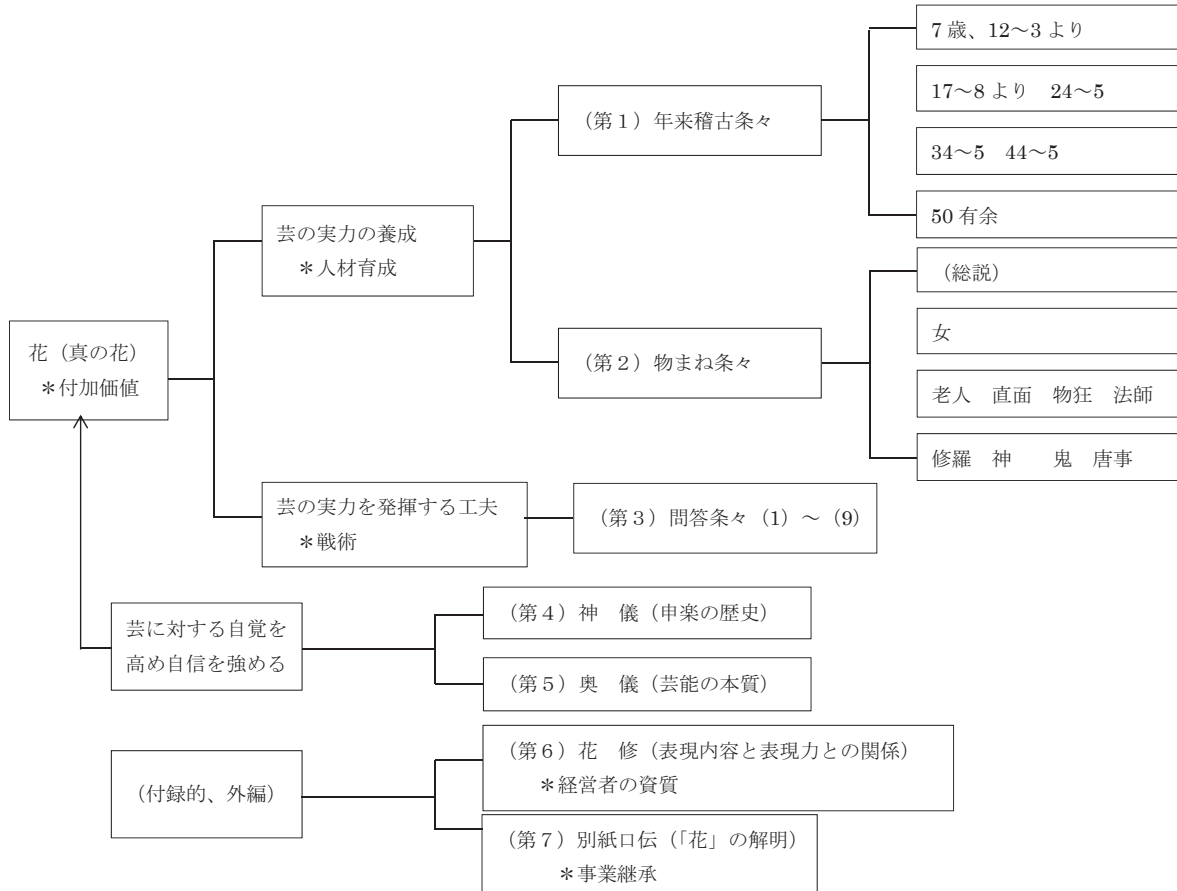 7 歳、12～3 より
17～8 より　24～5
34～5　44～5
50 有余
（第１）年来稽古条々
芸の実力の養成
＊人材育成
（総説）
女
老人　直面　物狂　法師
修羅　神　　鬼　唐事
（第２）物まね条々
花（真の花）
＊付加価値
芸の実力を発揮する工夫
＊戦術
（第３）問答条々（1）～（9）
芸に対する自覚を
高め自信を強める
（第４）神　儀（申楽の歴史）
（第５）奥　儀（芸能の本質）
（付録的、外編）
（第６）花　修（表現内容と表現力との関係）
＊経営者の資質
（第７）別紙口伝（「花」の解明）
＊事業継承